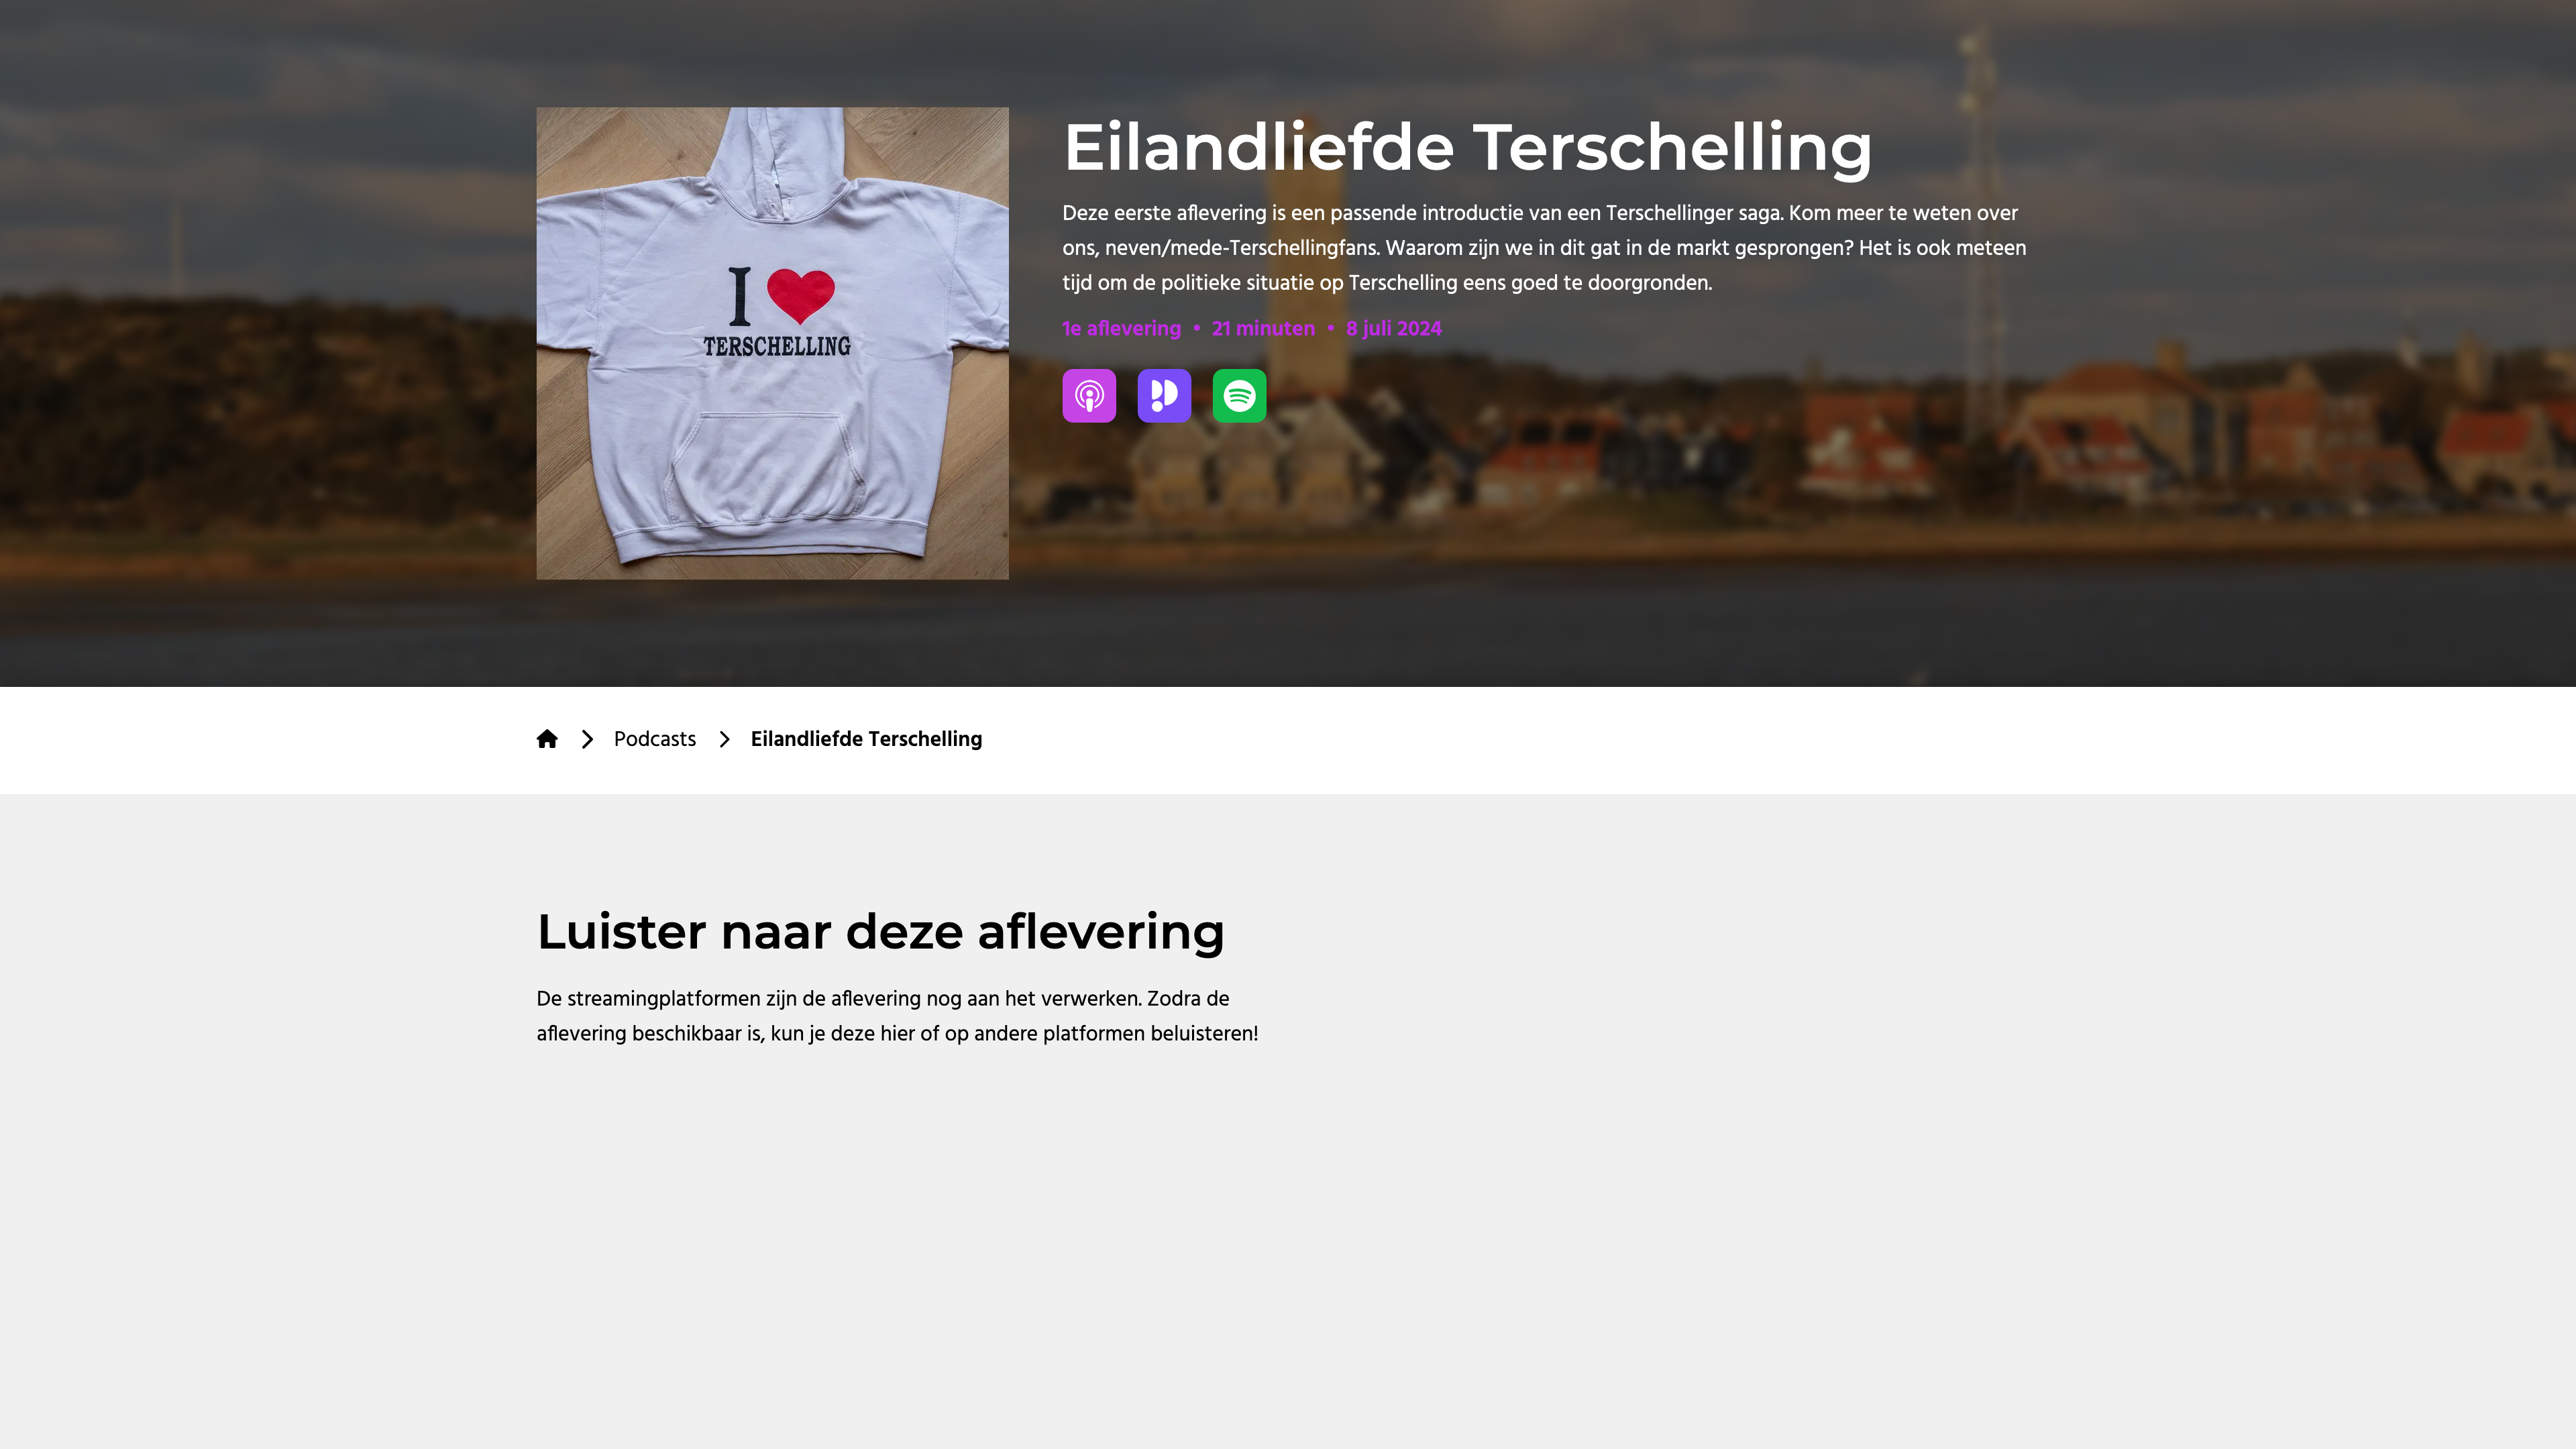 Eilandliefde Terschelling
Deze eerste aflevering is een passende introductie van een Terschellinger saga. Kom meer te weten over
ons, neven/mede-Terschellingfans. Waarom zijn we in dit gat in de markt gesprongen? Het is ook meteen
tijd om de politieke situatie op Terschelling eens goed te doorgronden.
1e aflevering • 21 minuten • 8 juli 2024
I
TERSCHELLING
Podcasts
Eilandliefde Terschelling
Luister naar deze aflevering
De streamingplatformen zijn de aflevering nog aan het verwerken. Zodra de
aflevering beschikbaar is, kun je deze hier of op andere platformen beluisteren!